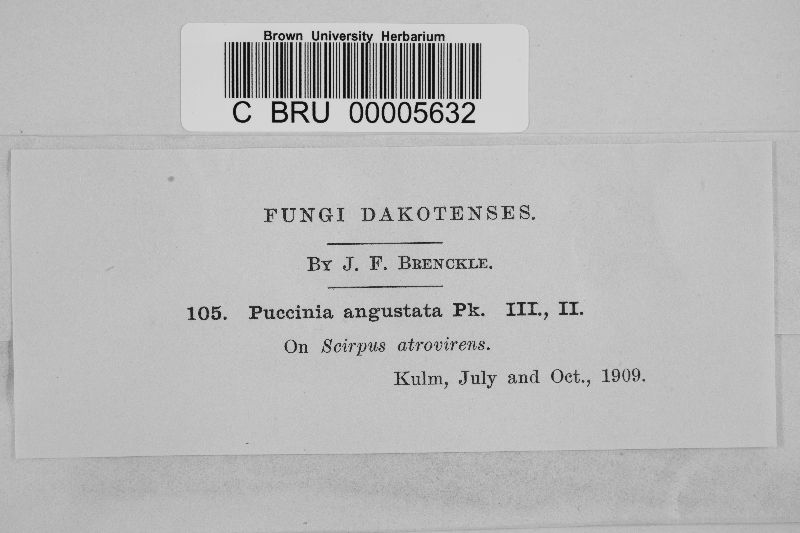 Brown University Herbarium
C BRU 00005632
FUNGI DAKOTENSES.
BY J. F. BRENCKLE.
105. Puccinia angustata Pk. III., II.
On Scirpus atrovirens.
Kulm, July and Oct., 1909.